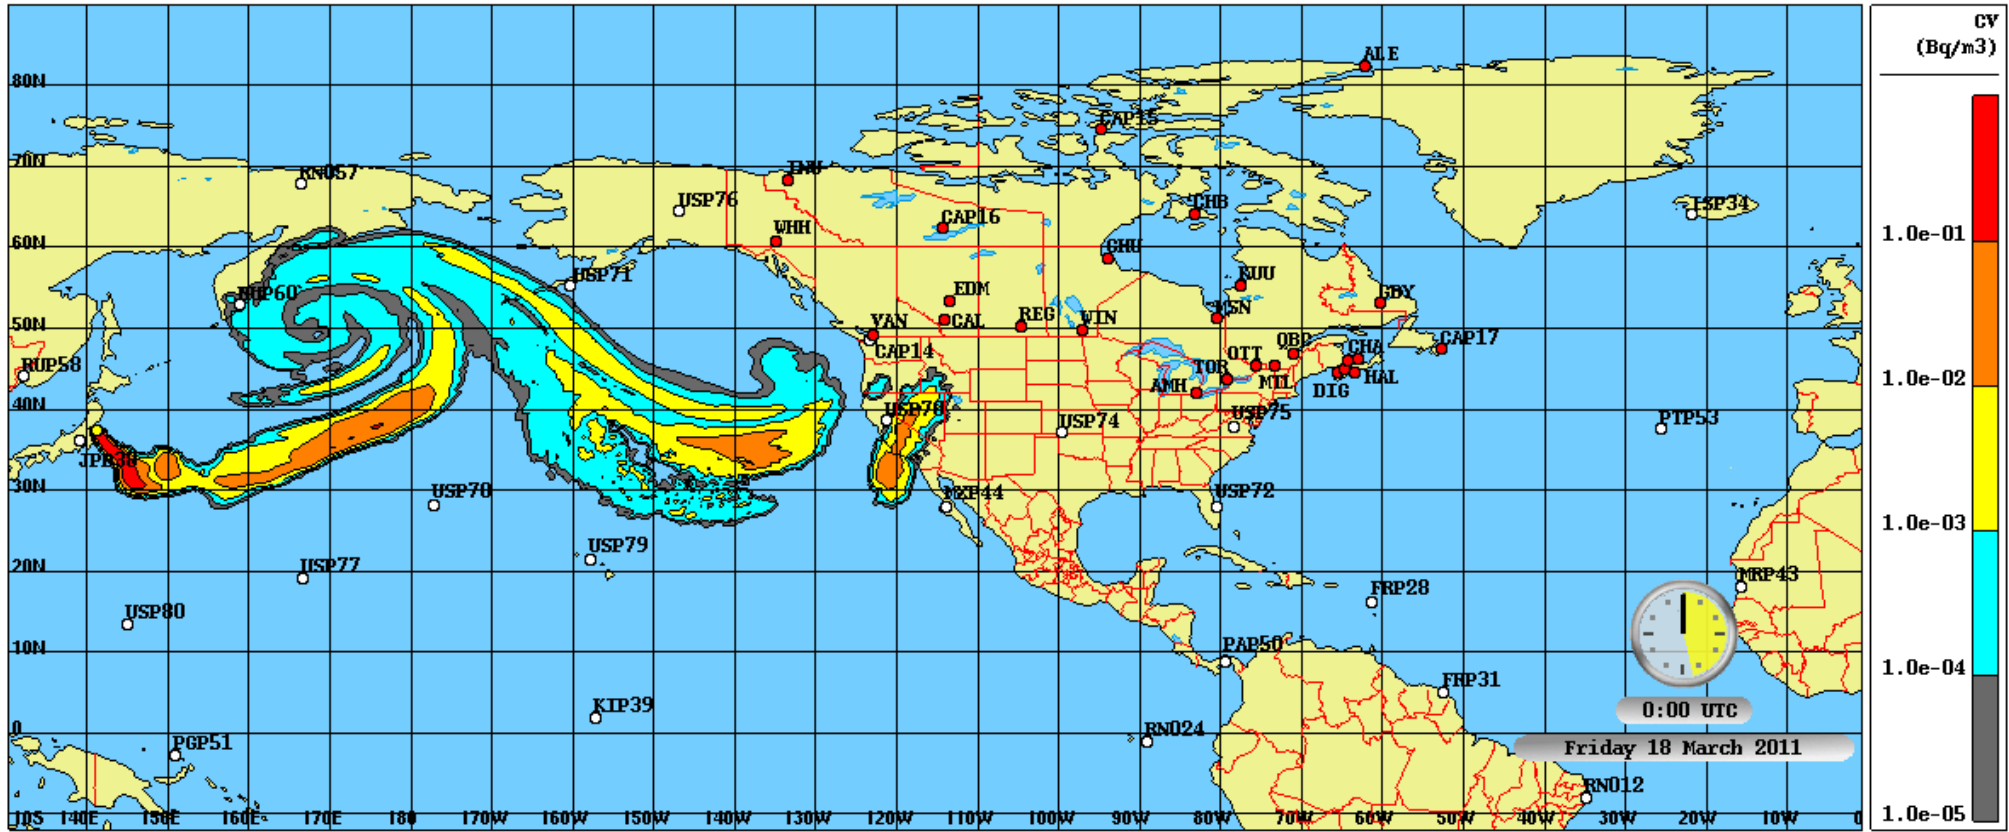 CV
(Bq/m3)
ALE
80N
CAP15
70N
RN057
INU
USP76
CHB
ISP34
CAP16
WHH
60N
CHU
USP71
KUU
RUP60
EDM
GBY
MSN
50N
VAN
CAL
REG
WIN
CAP17
CAP14
OTT
CHA
RUP58
TOR
AMH
MIL
DIG
HAL
40N
USP70
USP74
USP75
PTP53
30N
USP78
MXP44
USP72
USP79
20N
USP77
MRP43
FRP28
USP80
10N
PAP50
FRP31
KIP39
0
RN024
PGP51
RN012
10S 140E 150E 160E 170E 180 170W 160W 150W 140W 130W 120W 110W 100W 90W 80W 70W 60W 50W 40W 30W 20W 10W 0
0:00 UTC
Friday 18 March 2011
1.0e-01
1.0e-02
1.0e-03
1.0e-04
1.0e-05